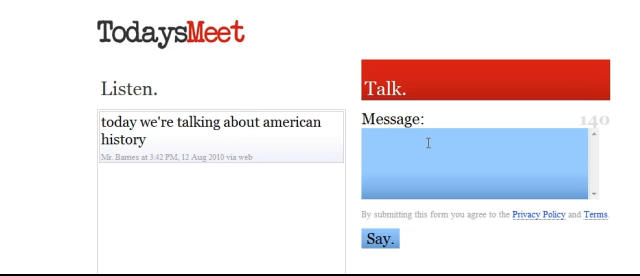 TodaysMeet
Listen.
today we're talking about american
history
Mr. Barnes at 3:42 PM, 12 Aug 2010 via web
Talk.
Message:
140
By submitting this form you agree to the Privacy Policy and Terms.
Say.